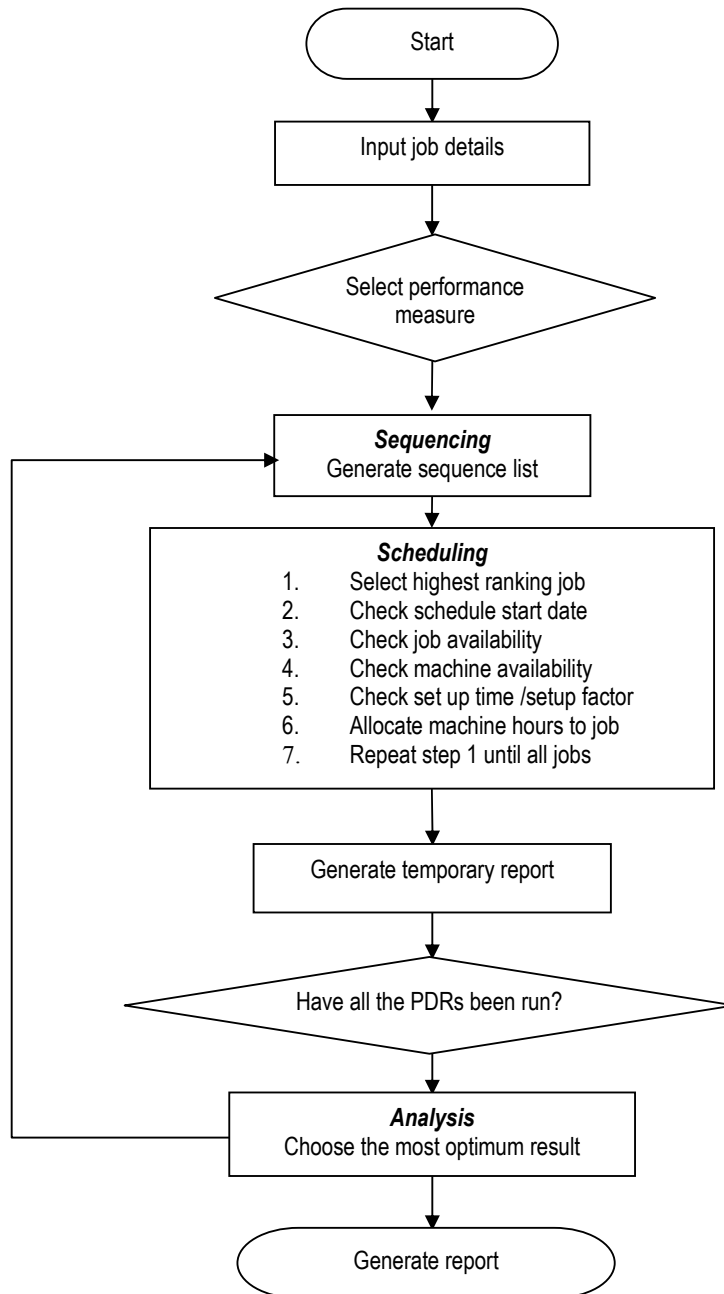 Start
Input job details
Select performance
measure
Sequencing
Generate sequence list
Scheduling
1. Select highest ranking job
2. Check schedule start date
3. Check job availability
4. Check machine availability
5. Check set up time /setup factor
6. Allocate machine hours to job
7. Repeat step 1 until all jobs
Generate temporary report
Have all the PDRs been run?
Analysis
Choose the most optimum result
Generate report